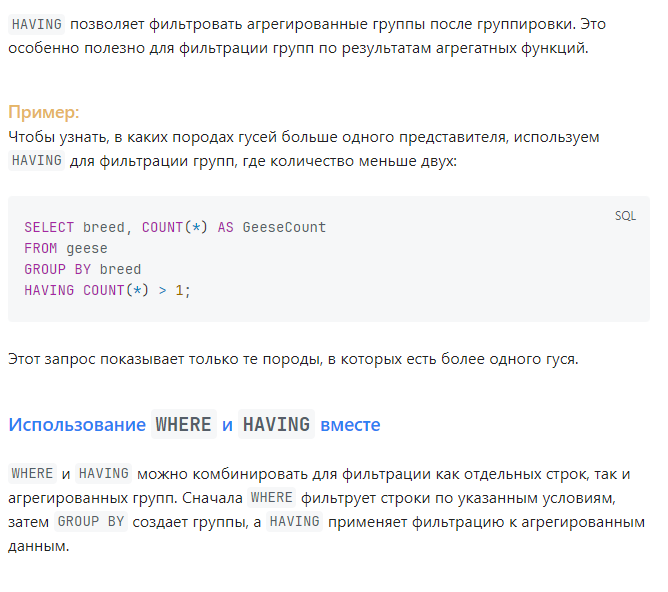 HAVING позволяет фильтровать агрегированные группы после группировки. Это
особенно полезно для фильтрации групп по результатам агрегатных функций.
Пример:
Чтобы узнать, в каких породах гусей больше одного представителя, используем
HAVING для фильтрации групп, где количество меньше двух:
SQL
SELECT breed, COUNT(*) AS GeeseCount
FROM geese
GROUP BY breed
HAVING COUNT(*) > 1;
Этот запрос показывает только те породы, в которых есть более одного гуся.
Использование WHERE и HAVING вместе
WHERE и HAVING можно комбинировать для фильтрации как отдельных строк, так и
агрегированных групп. Сначала WHERE фильтрует строки по указанным условиям,
затем GROUP BY создает группы, а HAVING применяет фильтрацию к агрегированным
данным.